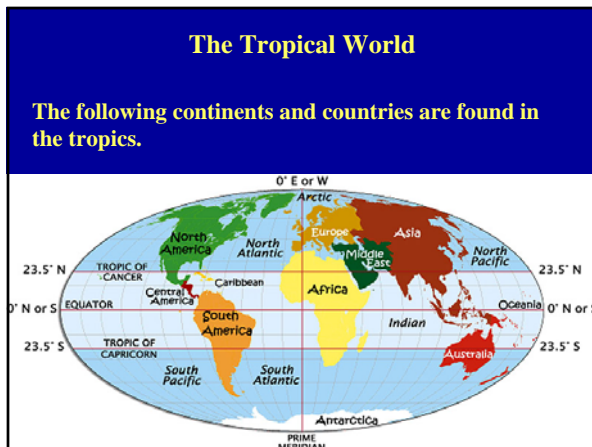 The Tropical World
The following continents and countries are found in
the tropics.
0° E or W
Arctic
North
America
North
Atlantic
Europe
Asia
Middle
East
North
Pacific
23.5° N
TROPIC OF
CANCER
Caribbean
23.5° N
Central
America
Africa
Oceania
0° N or S
EQUATOR
0° N or S
South
America
Indian
23.5° S
TROPIC OF
CAPRICORN
23.5° S
Australia
South
Pacific
South
Atlantic
Antarctica
PRIME
MERIDIAN